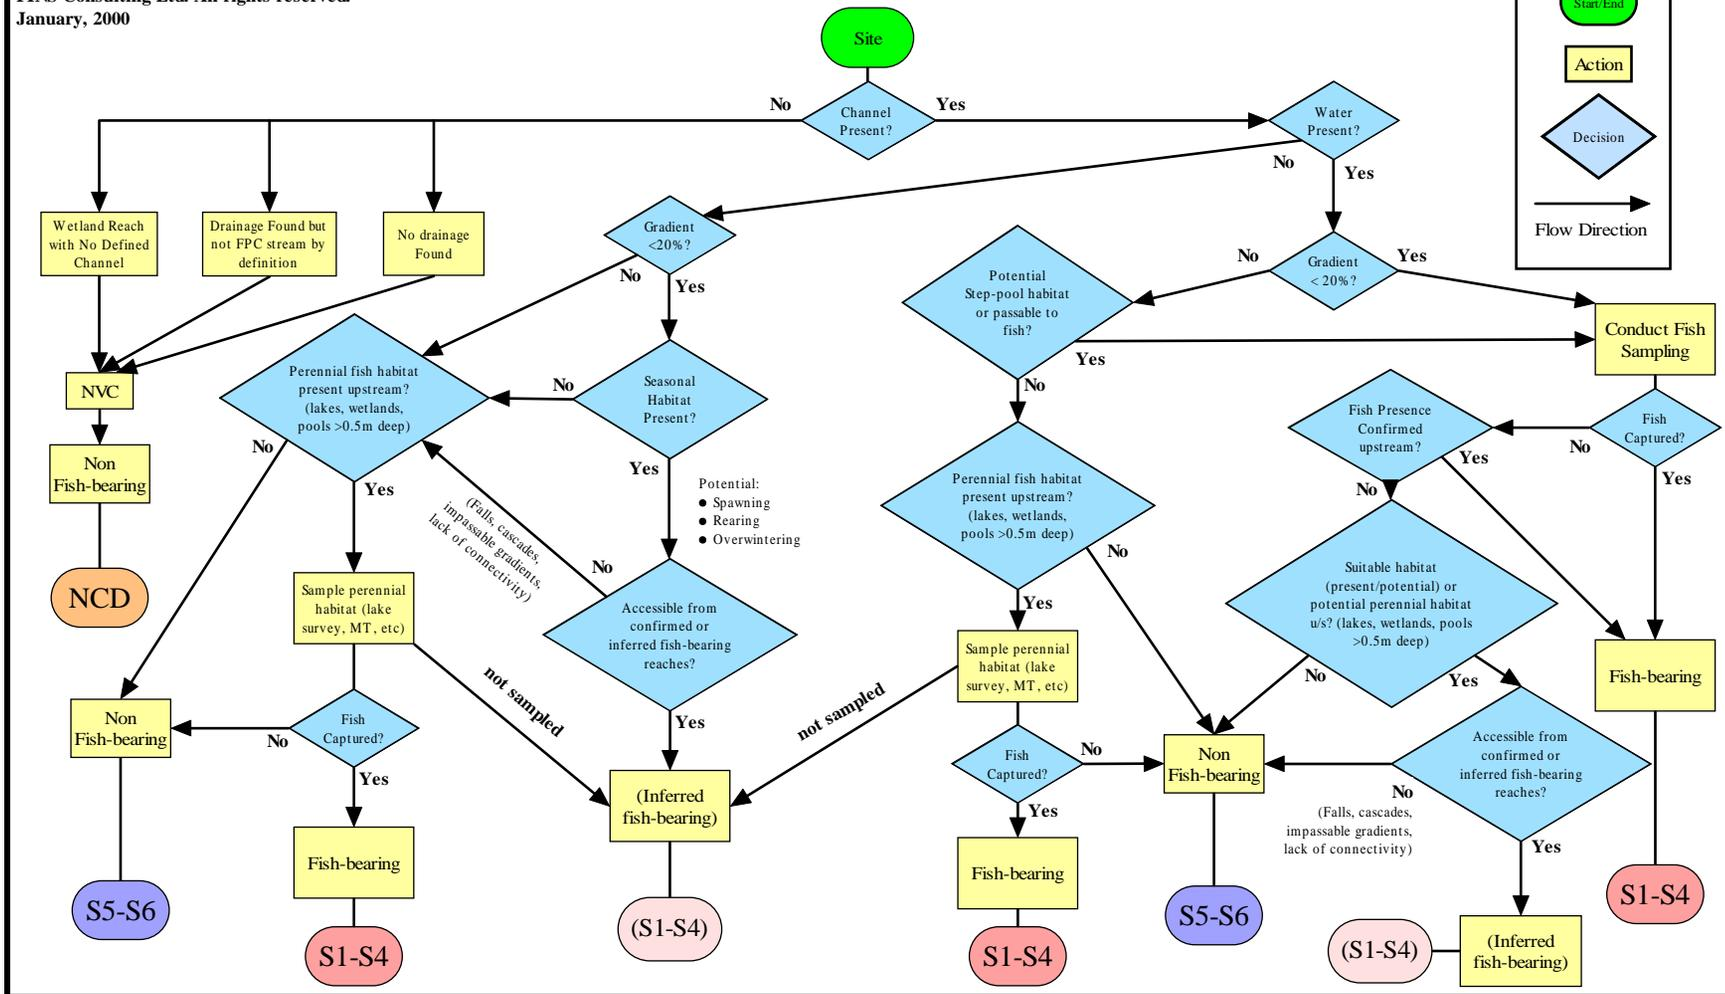 January, 2000
Start/End
Action
Decision
Flow Direction
Site
Channel
Present?
No
Yes
Water
Present?
No
Yes
Wetland Reach
with No Defined
Channel
Drainage Found but
not FPC stream by
definition
No drainage
Found
Gradient
<20%?
No
Yes
Gradient
< 20%?
No
Yes
Potential
Step-pool habitat
or passable to
fish?
Yes
No
Conduct Fish
Sampling
NVC
Non
Fish-bearing
NCD
Perennial fish habitat
present upstream?
(lakes, wetlands,
pools >0.5m deep)
No
Yes
Seasonal
Habitat
Present?
No
Yes
Potential:
● Spawning
● Rearing
● Overwintering
(Falls, cascades,
impassable gradients,
lack of connectivity)
No
Accessible from
confirmed or
inferred fish-bearing
reaches?
Yes
Sample perennial
habitat (lake
survey, MT, etc)
not sampled
Fish
Captured?
No
Yes
Non
Fish-bearing
S5-S6
Fish-bearing
S1-S4
(Inferred
fish-bearing)
(S1-S4)
Perennial fish habitat
present upstream?
(lakes, wetlands,
pools >0.5m deep)
No
Yes
Sample perennial
habitat (lake
survey, MT, etc)
not sampled
Fish
Captured?
No
Yes
Fish-bearing
S1-S4
Non
Fish-bearing
S5-S6
Fish Presence
Confirmed
upstream?
Yes
No
Fish
Captured?
No
Yes
Suitable habitat
(present/potential) or
potential perennial habitat
u/s? (lakes, wetlands, pools
>0.5m deep)
No
Yes
Accessible from
confirmed or
inferred fish-bearing
reaches?
No
(Falls, cascades,
impassable gradients,
lack of connectivity)
Yes
Fish-bearing
S1-S4
(S1-S4)
(Inferred
fish-bearing)